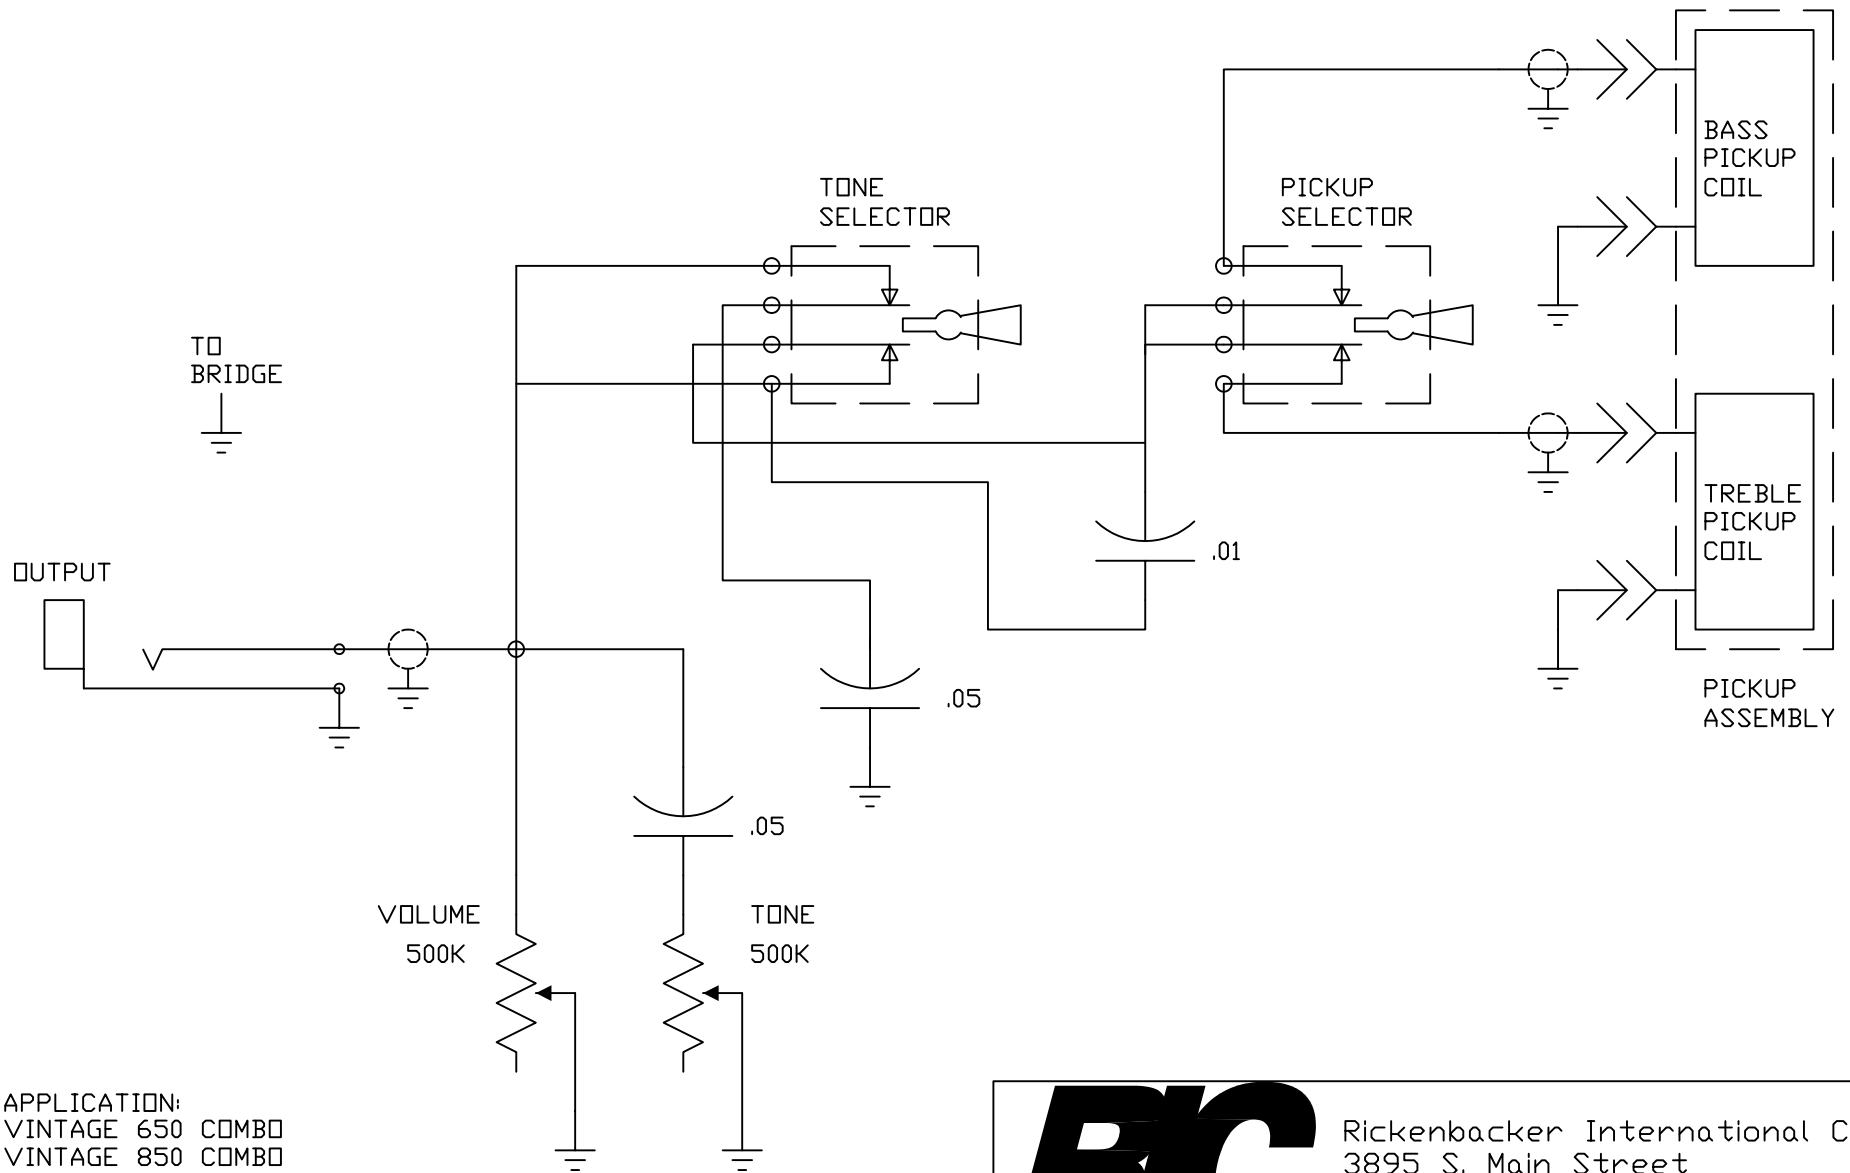 BASS
PICKUP
COIL
TONE
SELECTOR
PICKUP
SELECTOR
TO
BRIDGE
TREBLE
PICKUP
COIL
.01
OUTPUT
.05
PICKUP
ASSEMBLY
.05
VOLUME
500K
TONE
500K
APPLICATION:
VINTAGE 650 COMBO
VINTAGE 850 COMBO
RIC
Rickenbacker International C
3895 S. Main Street